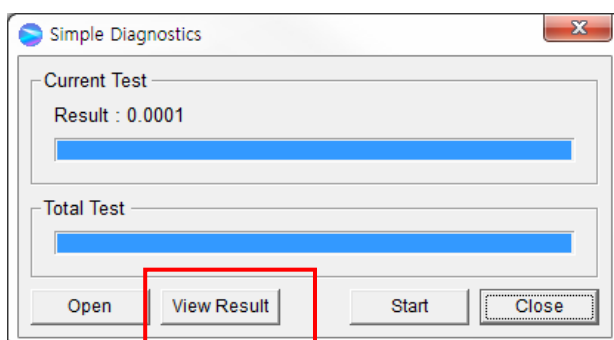 Simple Diagnostics
Current Test
Result : 0.0001
Total Test
Open View Result Start Close